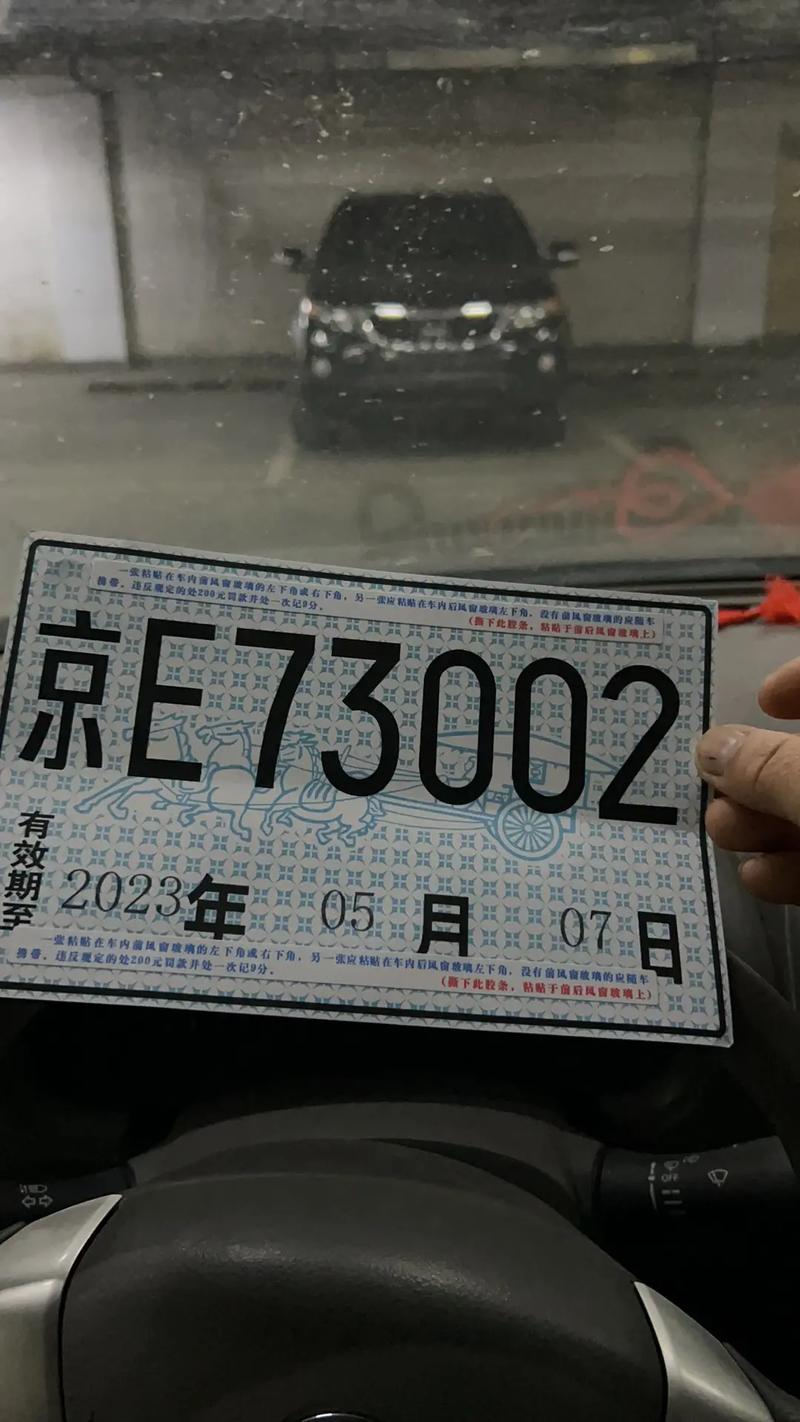 一张粘贴在车内前风窗玻璃的左下角或右下角，另一张应粘贴在车内后风窗玻璃左下角，没有前风窗玻璃的应随车
携带。违反规定的处200元罚款并处一次记9分。
（撕下此胶条，粘贴于前后风窗玻璃上）
京E73002
有效期至
2023年 05 月 07 日
一张粘贴在车内前风窗玻璃的左下角或右下角，另一张应粘贴在车内后风窗玻璃左下角，没有前风窗玻璃的应随车
携带。违反规定的处200元罚款并处一次记9分。
（撕下此胶条，粘贴于前后风窗玻璃上）